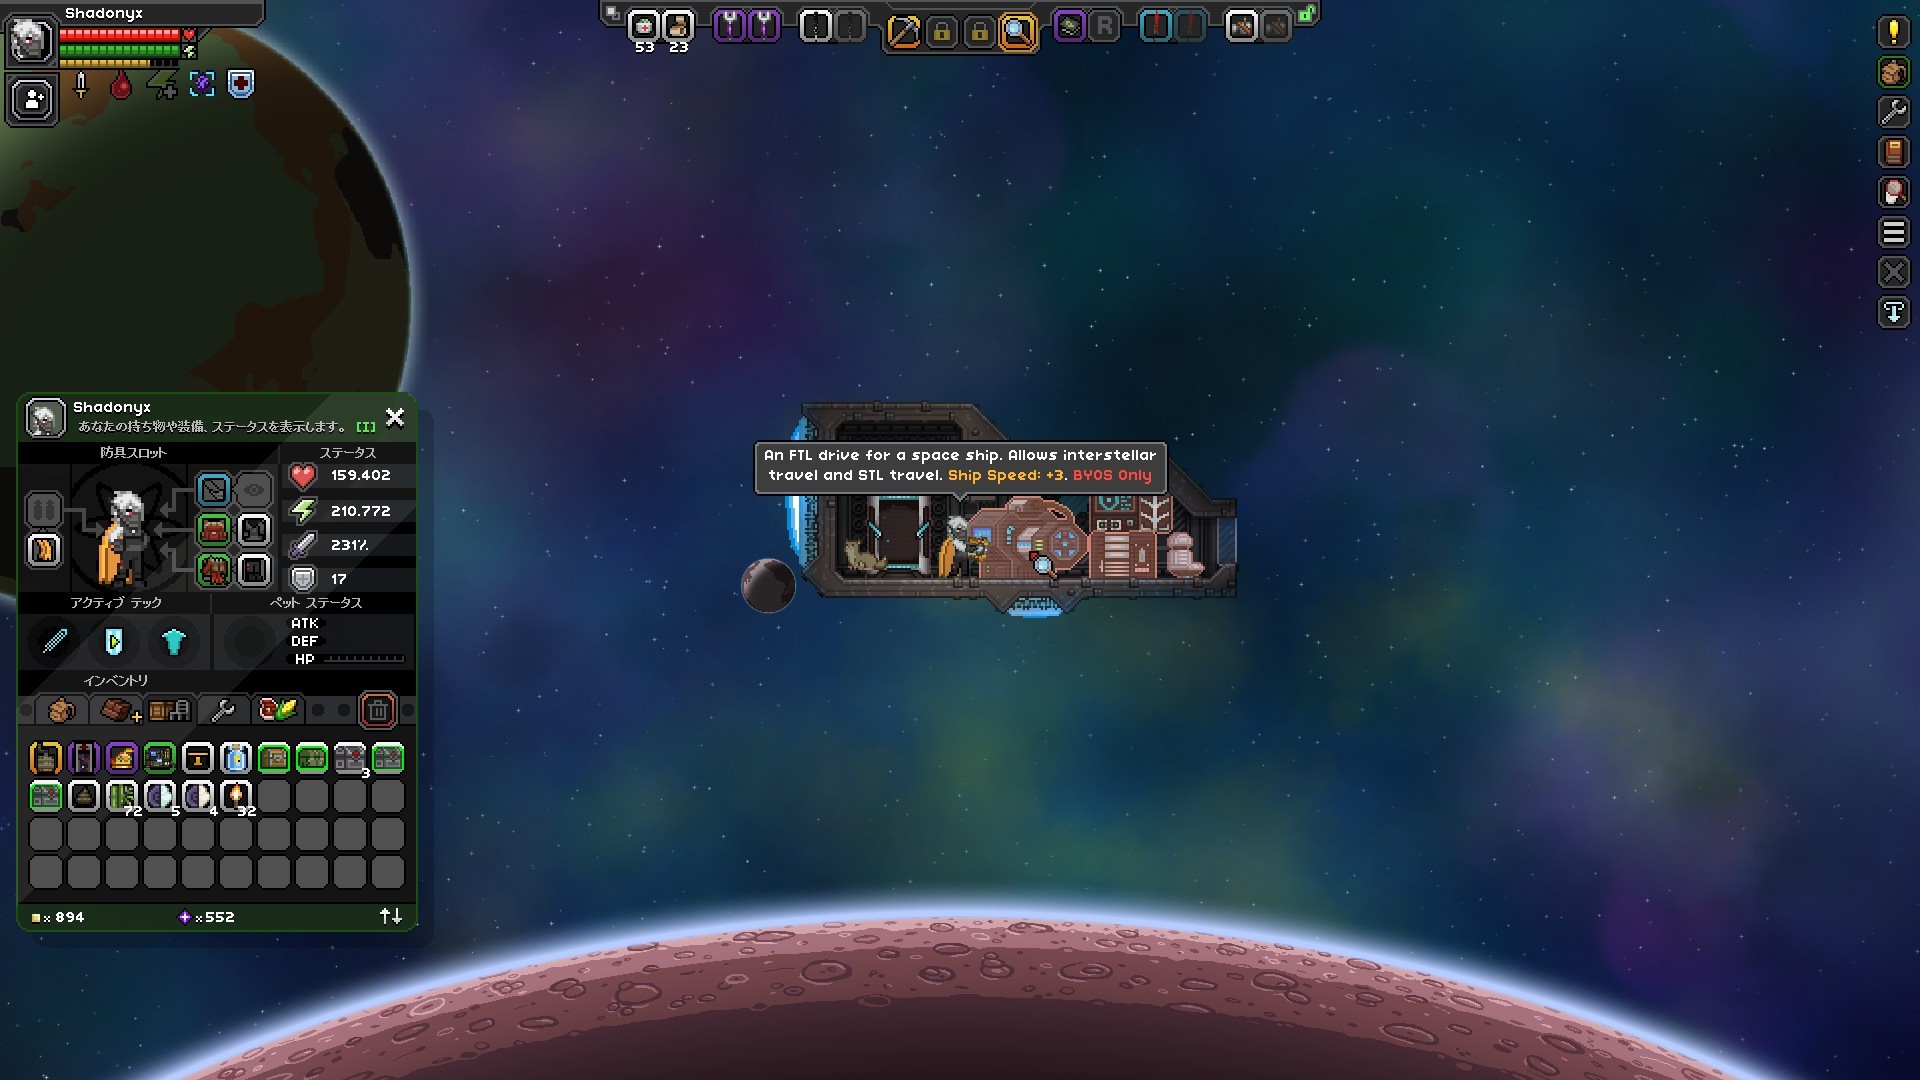 Shadonyx
53
23
R
An FTL drive for a space ship. Allows interstellar
travel and STL travel. Ship Speed: +3. BYOS Only
Shadonyx
あなたの持ち物や装備、ステータスを表示します。 [I]
防具スロット
ステータス
159.402
210.772
231%
17
アクティブ テック
ペット ステータス
ATK
DEF
HP
インベントリ
3
72
5
4
32
x 894
x552